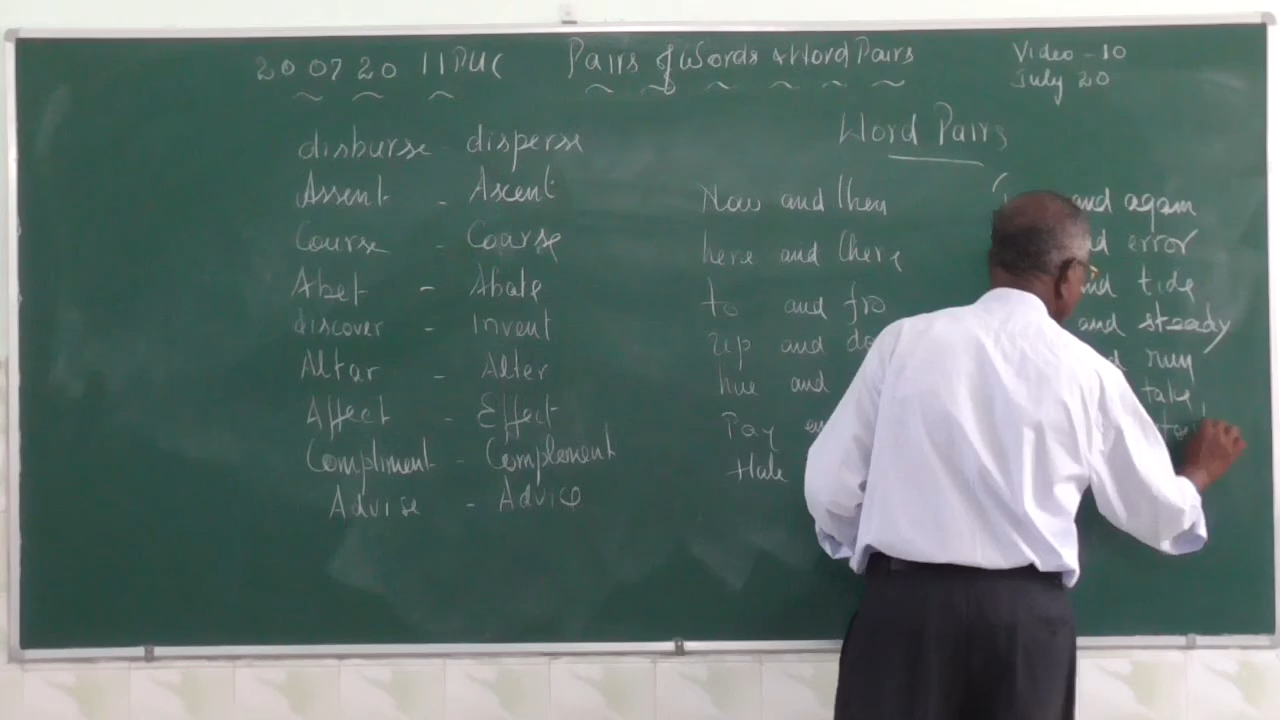 20 07 20 II PUC Pairs of Words & Word Pairs
Video - 10
July 20
Word Pairs
disburse - disperse
Assent - Ascent
Course - Coarse
Abet - Abate
discover - Invent
Altar - Alter
Affect - Effect
Compliment - Complement
Advise - Advice
Now and then
here and there
to and fro
up and
hue and
Pay
Hale
and again
and error
and tide
and steady
run
take